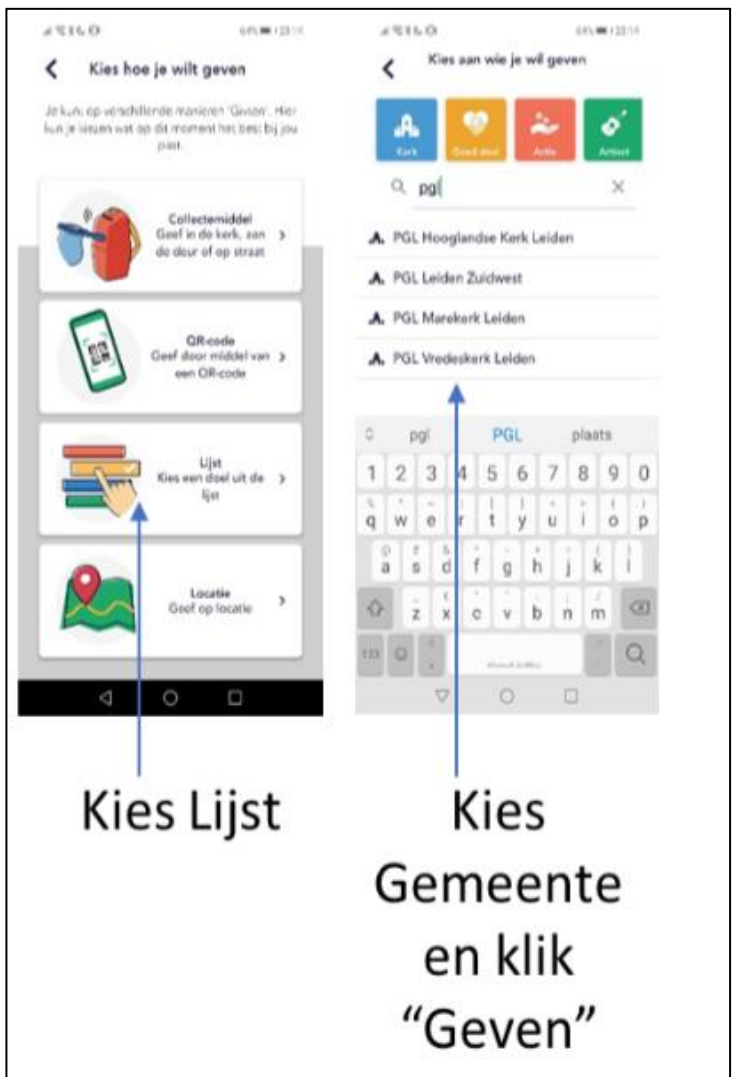 Kies hoe je wilt geven
Je kunt op verschillende manieren 'Givten'. Hier
kun je kiezen wat op dit moment het best bij jou
past.
Collectemiddel
Geef in de kerk, aan
de deur of op straat
QR-code
Geef door middel van
een QR-code
Lijst
Kies een doel uit de
lijst
Locatie
Geef op locatie
Kies Lijst
Kies aan wie je wil geven
Kerk
Goed doel
Actie
Artiest
pgl
PGL Hooglandse Kerk Leiden
PGL Leiden Zuidwest
PGL Marekerk Leiden
PGL Vredeskerk Leiden
pgl PGL plaats
1 2 3 4 5 6 7 8 9 0
q w e r t y u i o p
a s d f g h j k l
z x c v b n m
123
Kies
Gemeente
en klik
“Geven”